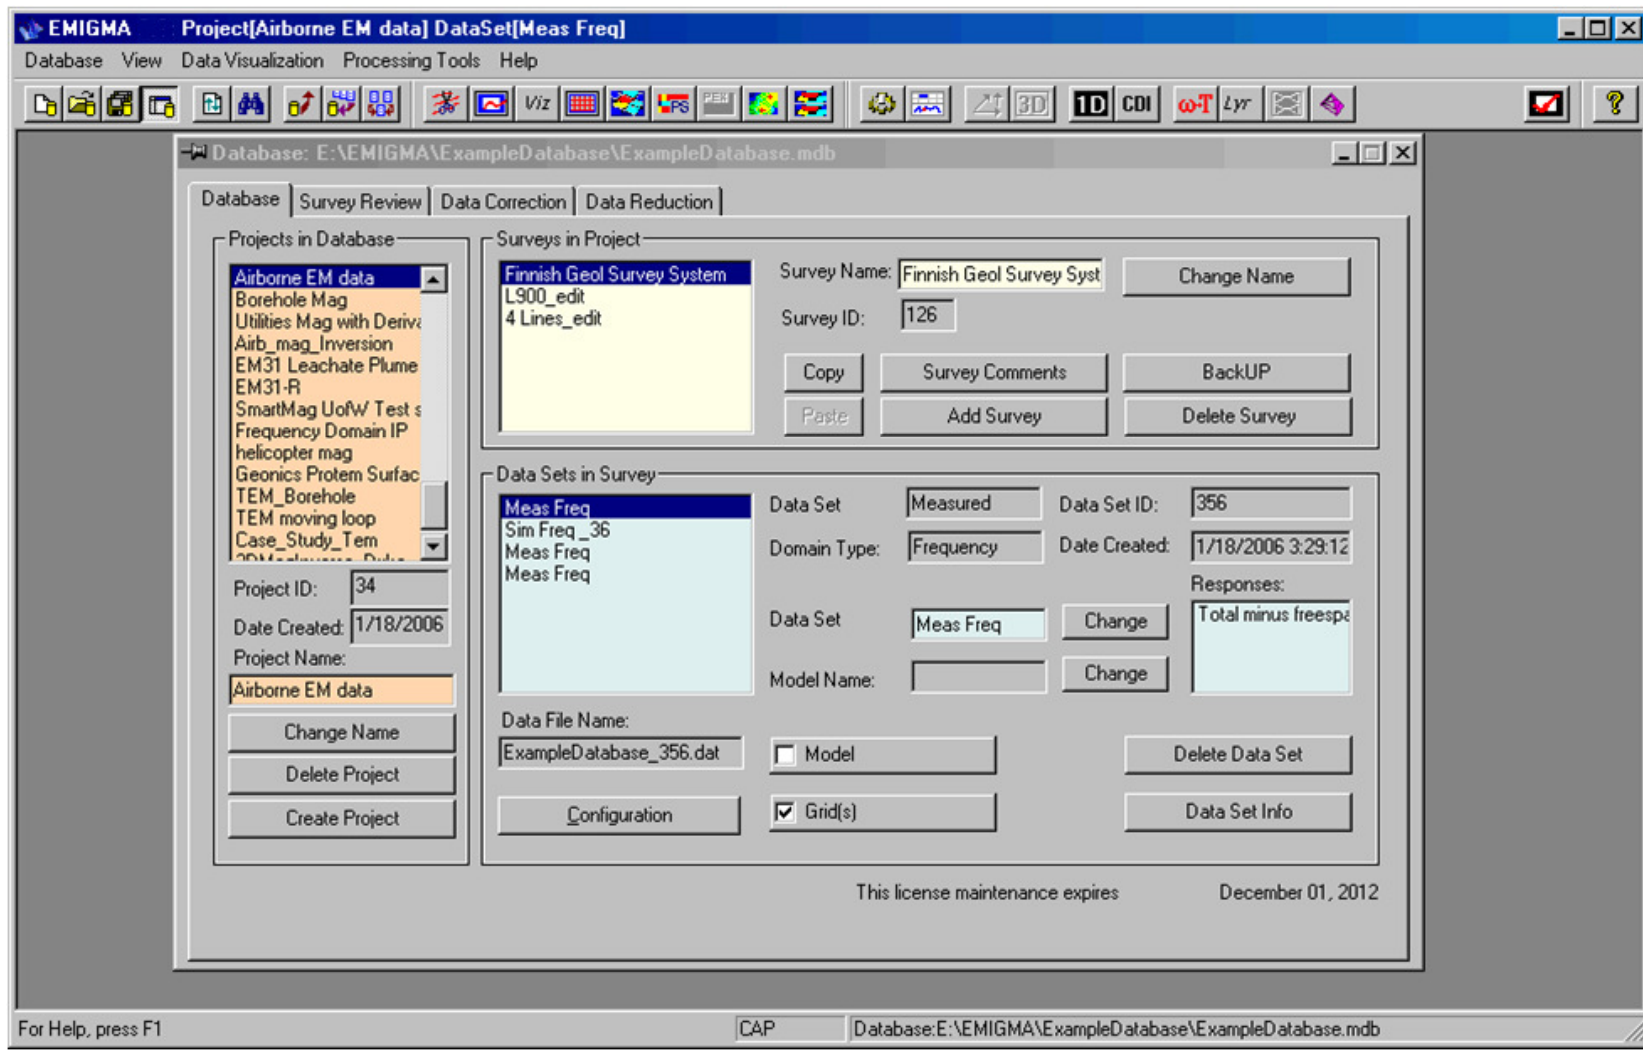 EMIGMA Project[Airborne EM data] DataSet[Meas Freq]
Database View Data Visualization Processing Tools Help
Viz PS PEXI 3D 1D CDI ω-T Lyr ?
Database: E:\EMIGMA\ExampleDatabase\ExampleDatabase.mdb
Database Survey Review Data Correction Data Reduction
Projects in Database
Airborne EM data
Borehole Mag
Utilities Mag with Deriva
Airb_mag_Inversion
EM31 Leachate Plume
EM31-R
SmartMag UofW Test s
Frequency Domain IP
helicopter mag
Geonics Protem Surfac
TEM_Borehole
TEM moving loop
Case_Study_Tem
Project ID: 34
Date Created: 1/18/2006
Project Name:
Airborne EM data
Change Name
Delete Project
Create Project
Surveys in Project
Finnish Geol Survey System
L900_edit
4 Lines_edit
Survey Name: Finnish Geol Survey Syst Change Name
Survey ID: 126
Copy Survey Comments BackUP
Paste Add Survey Delete Survey
Data Sets in Survey
Meas Freq
Sim Freq _36
Meas Freq
Meas Freq
Data Set Measured Data Set ID: 356
Domain Type: Frequency Date Created: 1/18/2006 3:29:12
Responses:
Total minus freespa
Data Set Meas Freq Change
Model Name: Change
Data File Name:
ExampleDatabase_356.dat Model Delete Data Set
Configuration Grid(s) Data Set Info
This license maintenance expires December 01, 2012
For Help, press F1 CAP Database:E:\EMIGMA\ExampleDatabase\ExampleDatabase.mdb